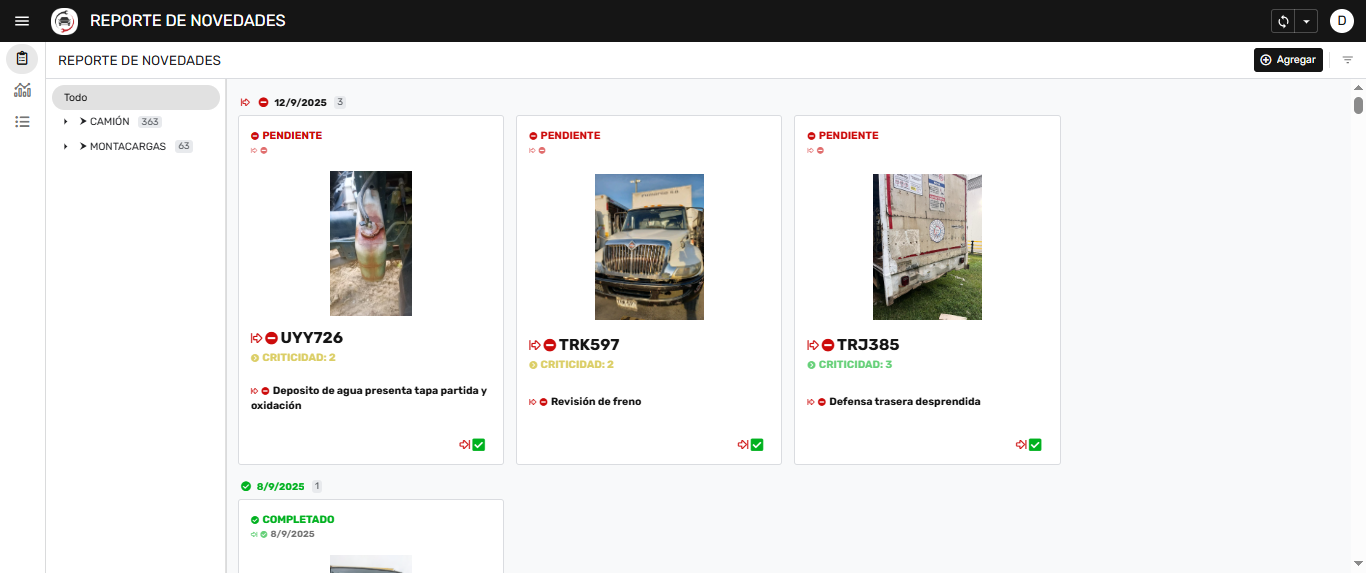 REPORTE DE NOVEDADES
D
REPORTE DE NOVEDADES
Agregar
Todo
CAMIÓN 363
MONTACARGAS 63
12/9/2025 3
PENDIENTE
UYY726
CRITICIDAD: 2
Deposito de agua presenta tapa partida y
oxidación
PENDIENTE
TRK597
CRITICIDAD: 2
Revisión de freno
PENDIENTE
TRJ385
CRITICIDAD: 3
Defensa trasera desprendida
8/9/2025 1
COMPLETADO
8/9/2025